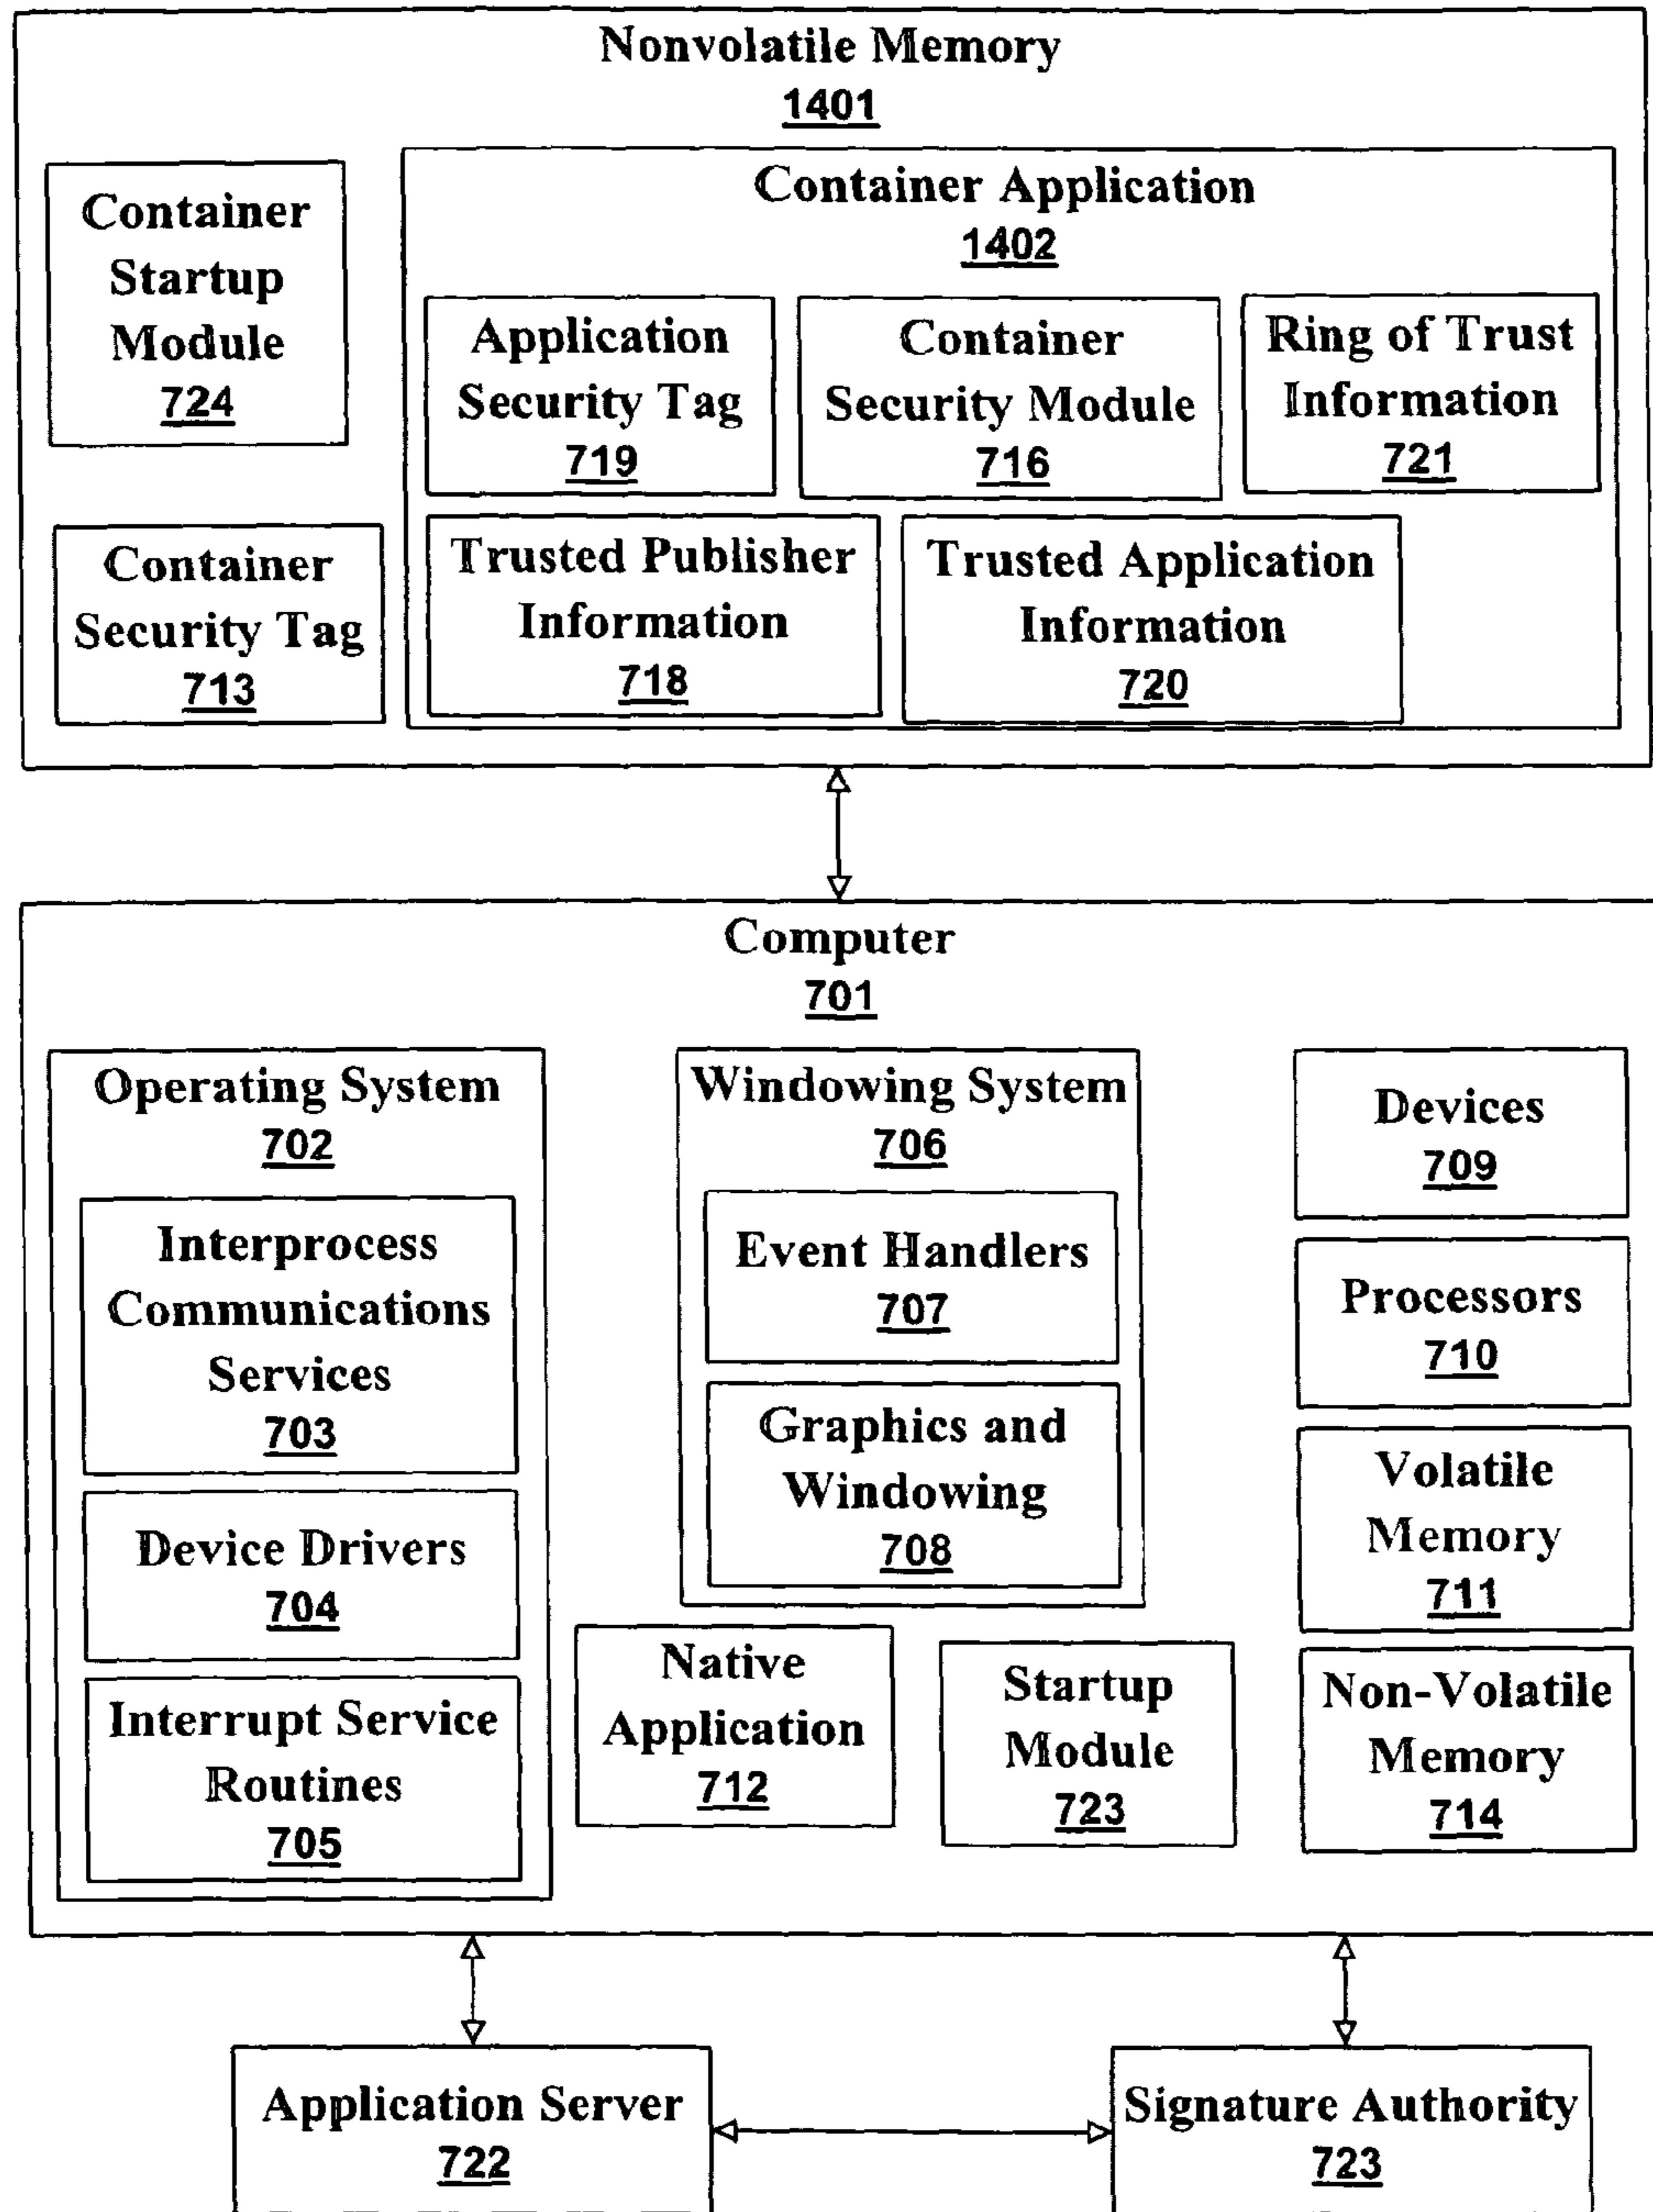 Nonvolatile Memory
1401
Container
Startup
Module
724
Container Application
1402
Application
Security Tag
719
Container
Security Module
716
Ring of Trust
Information
721
Container
Security Tag
713
Trusted Publisher
Information
718
Trusted Application
Information
720
Computer
701
Operating System
702
Interprocess
Communications
Services
703
Device Drivers
704
Interrupt Service
Routines
705
Windowing System
706
Event Handlers
707
Graphics and
Windowing
708
Native
Application
712
Startup
Module
723
Devices
709
Processors
710
Volatile
Memory
711
Non-Volatile
Memory
714
Application Server
722
Signature Authority
723